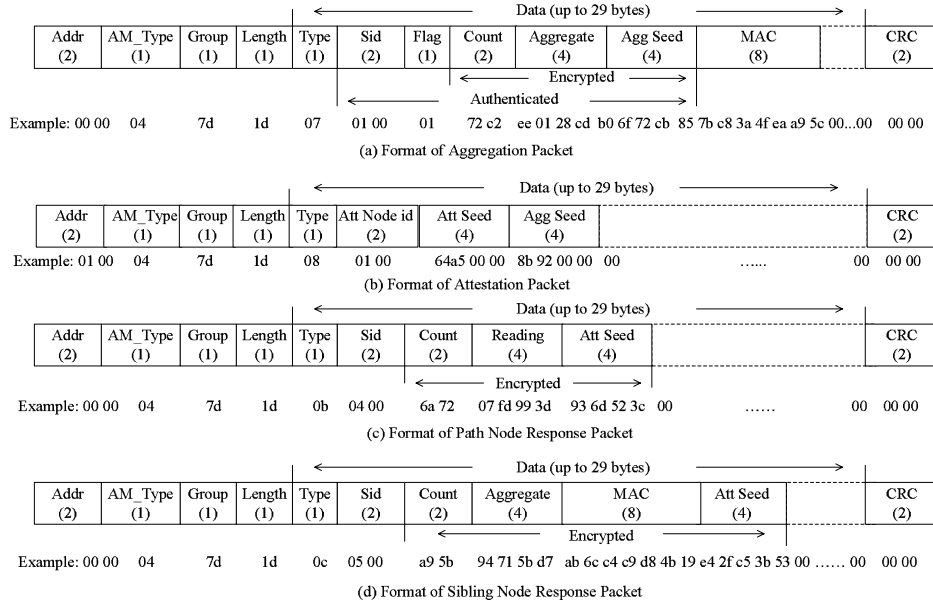 Data (up to 29 bytes)
Addr AM_Type Group Length Type Sid Flag Count Aggregate Agg Seed MAC CRC
(2) (1) (1) (1) (1) (2) (1) (2) (4) (4) (8) (2)
Encrypted
Authenticated
Example: 00 00 04 7d 1d 07 01 00 01 72 c2 ee 01 28 cd b0 6f 72 cb 85 7b c8 3a 4f ea a9 5c 00...00 00 00
(a) Format of Aggregation Packet
Data (up to 29 bytes)
Addr AM_Type Group Length Type Att Node id Att Seed Agg Seed CRC
(2) (1) (1) (1) (1) (2) (4) (4) (2)
Example: 01 00 04 7d 1d 08 01 00 64a5 00 00 8b 92 00 00 00 ...... 00 00 00
(b) Format of Attestation Packet
Data (up to 29 bytes)
Addr AM_Type Group Length Type Sid Count Reading Att Seed CRC
(2) (1) (1) (1) (1) (2) (2) (4) (4) (2)
Encrypted
Example: 00 00 04 7d 1d 0b 04 00 6a 72 07 fd 99 3d 93 6d 52 3c 00 ...... 00 00 00
(c) Format of Path Node Response Packet
Data (up to 29 bytes)
Addr AM_Type Group Length Type Sid Count Aggregate MAC Att Seed CRC
(2) (1) (1) (1) (1) (2) (2) (4) (8) (4) (2)
Encrypted
Example: 00 00 04 7d 1d 0c 05 00 a9 5b 94 71 5b d7 ab 6c c4 c9 d8 4b 19 e4 2f c5 3b 53 00 ...... 00 00 00
(d) Format of Sibling Node Response Packet